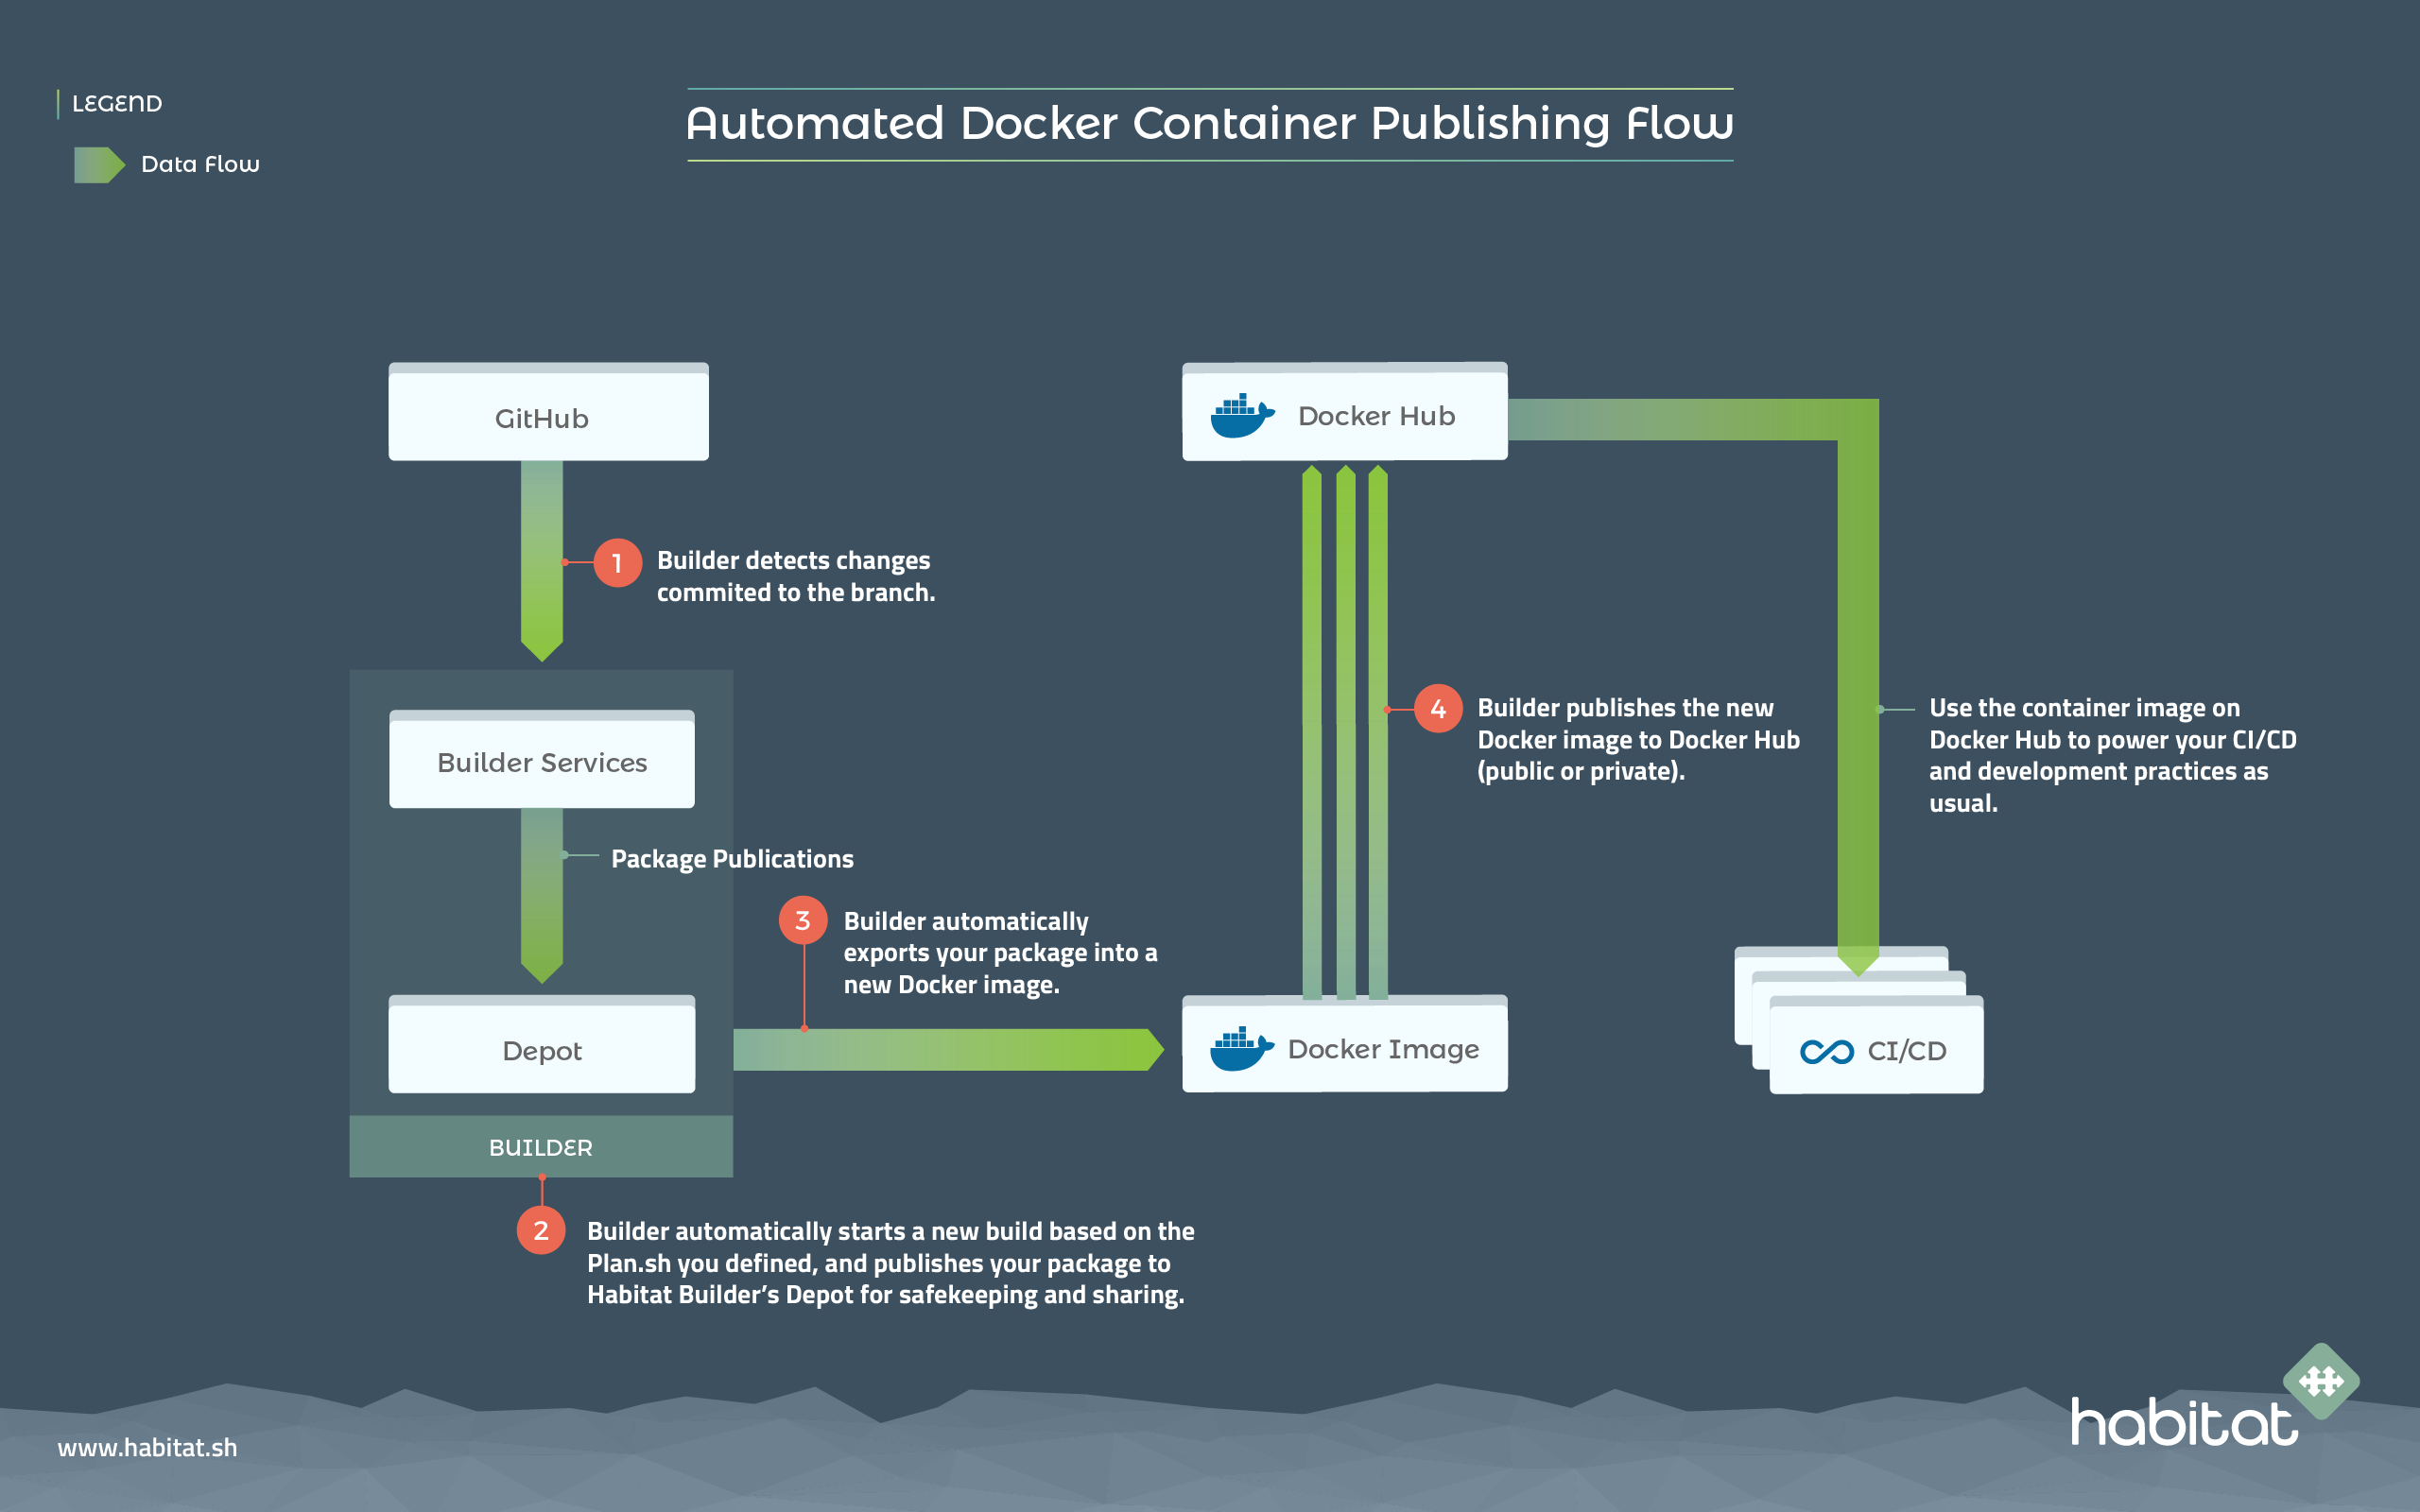 LEGEND
Data Flow
Automated Docker Container Publishing Flow
GitHub
Docker Hub
1
Builder detects changes
commited to the branch.
Builder Services
Package Publications
4
Builder publishes the new
Docker image to Docker Hub
(public or private).
Use the container image on
Docker Hub to power your CI/CD
and development practices as
usual.
3
Builder automatically
exports your package into a
new Docker image.
Depot
Docker Image
CI/CD
BUILDER
2
Builder automatically starts a new build based on the
Plan.sh you defined, and publishes your package to
Habitat Builder’s Depot for safekeeping and sharing.
www.habitat.sh
habitat